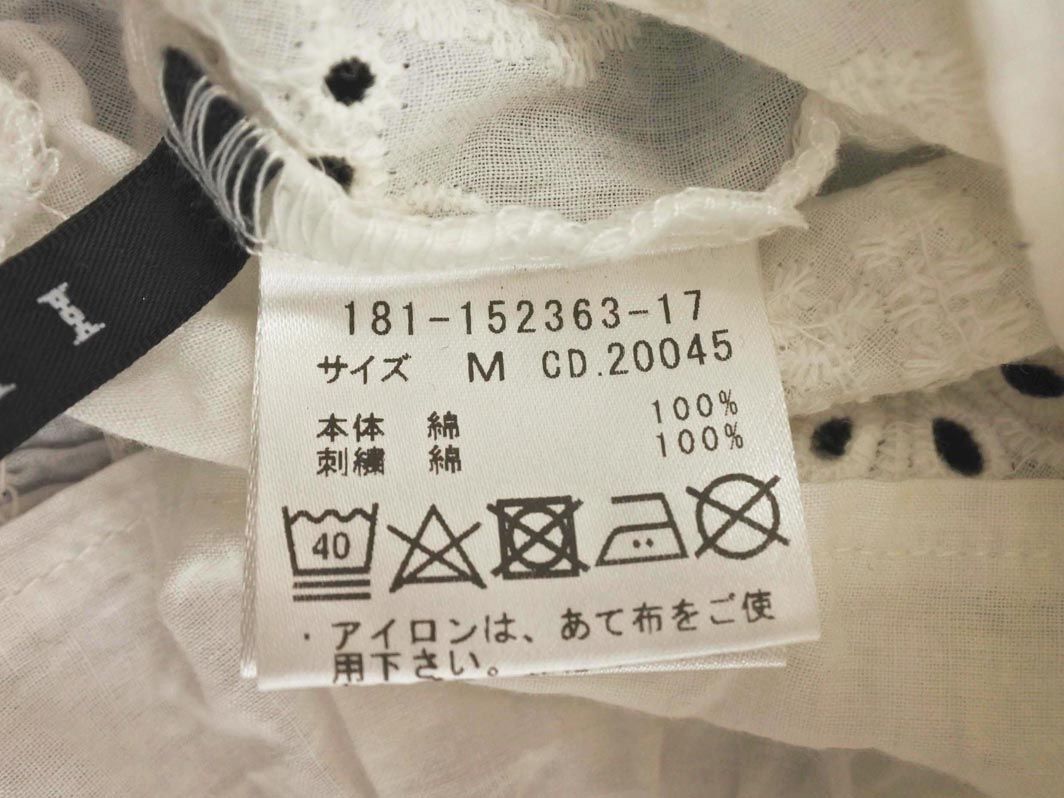 181-152363-17
サイズ M CD.20045
本体 綿 100%
刺繍 綿 100%
40
・アイロンは、あて布をご使
用下さい。